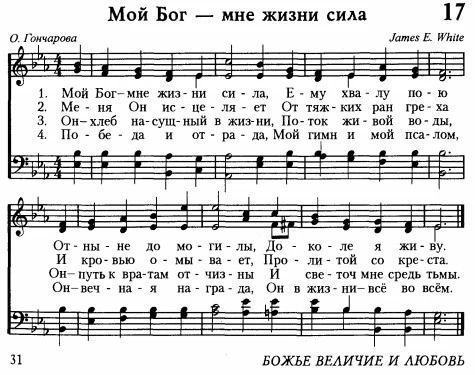 Мой Бог — мне жизни сила 17
О. Гончарова James E. White
1. Мой Бог–мне жиз-ни си-ла, Е-му хва-лу по-ю
2. Ме-ня Он ис-це-ля-ет От тяж-ких ран гре-ха
3. Он–хлеб на-сущ-ный в жиз-ни, По-ток жи-вой во-ды,
4. По-бе-да и от-ра-да, Мой гимн и мой пса-лом,
От-ны-не до мо-ги-лы, До-ко-ле я жи-ву.
И кро-вью о-мы-ва-ет, Про-ли-той со кре-ста.
Он–путь к вра-там от-чиз-ны И све-точ мне средь тьмы.
Он–веч-на-я на-гра-да, Он в жиз-ни–всё во всём.
31 БОЖЬЕ ВЕЛИЧИЕ И ЛЮБОВЬ